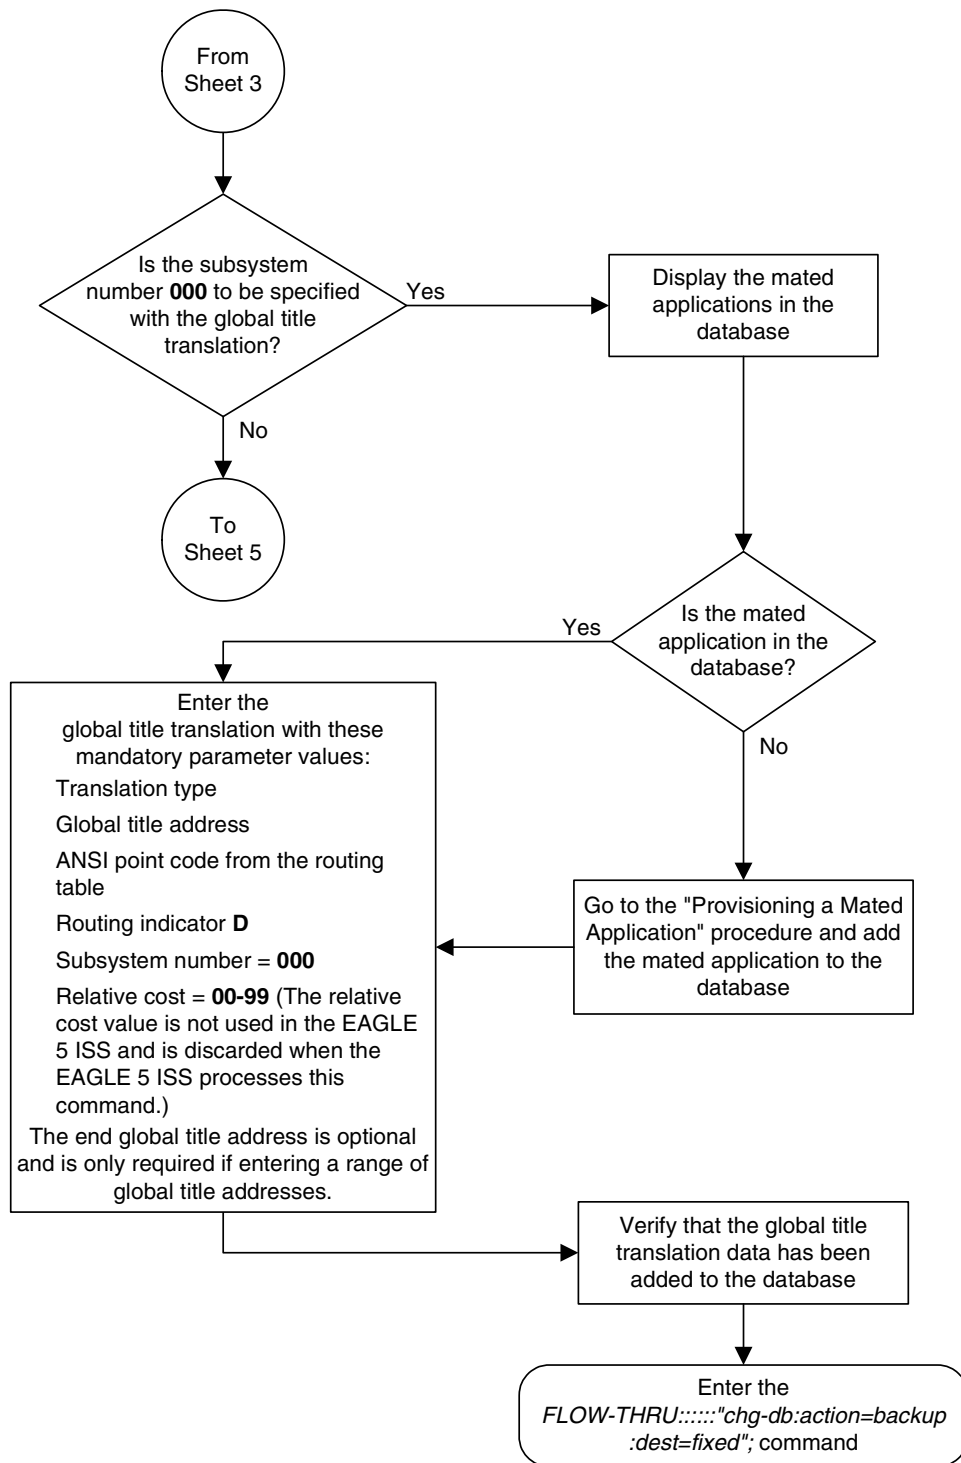 From
Sheet 3
Is the subsystem
number 000 to be specified
with the global title
translation?
Yes
Display the mated
applications in the
database
No
To
Sheet 5
Is the mated
application in the
database?
Yes
No
Enter the
global title translation with these
mandatory parameter values:
Translation type
Global title address
ANSI point code from the routing
table
Routing indicator D
Subsystem number = 000
Relative cost = 00-99 (The relative
cost value is not used in the EAGLE
5 ISS and is discarded when the
EAGLE 5 ISS processes this
command.)
The end global title address is optional
and is only required if entering a range of
global title addresses.
Go to the "Provisioning a Mated
Application" procedure and add
the mated application to the
database
Verify that the global title
translation data has been
added to the database
Enter the
FLOW-THRU::::::"chg-db:action=backup
:dest=fixed"; command